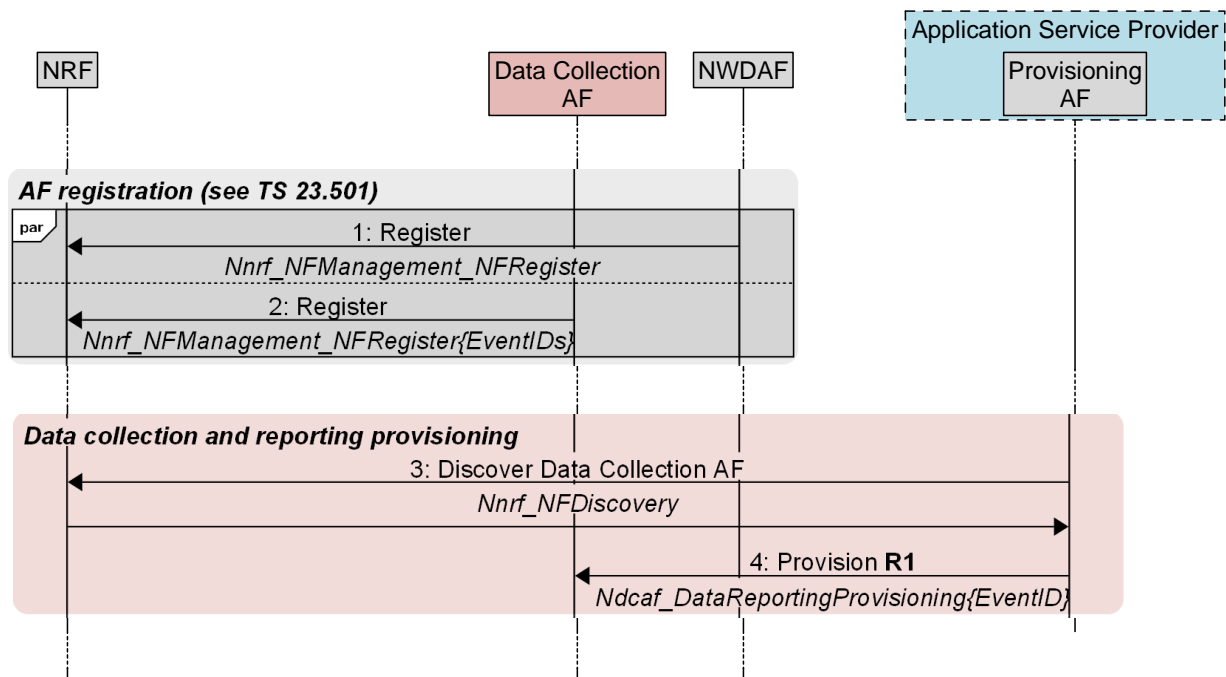 Application Service Provider
NRF
Data Collection
AF
NWDAF
Provisioning
AF
AF registration (see TS 23.501)
par
1: Register
Nnrf_NFManagement_NFRegister
2: Register
Nnrf_NFManagement_NFRegister{EventIDs}
Data collection and reporting provisioning
3: Discover Data Collection AF
Nnrf_NFDiscovery
4: Provision R1
Ndcaf_DataReportingProvisioning{EventID}